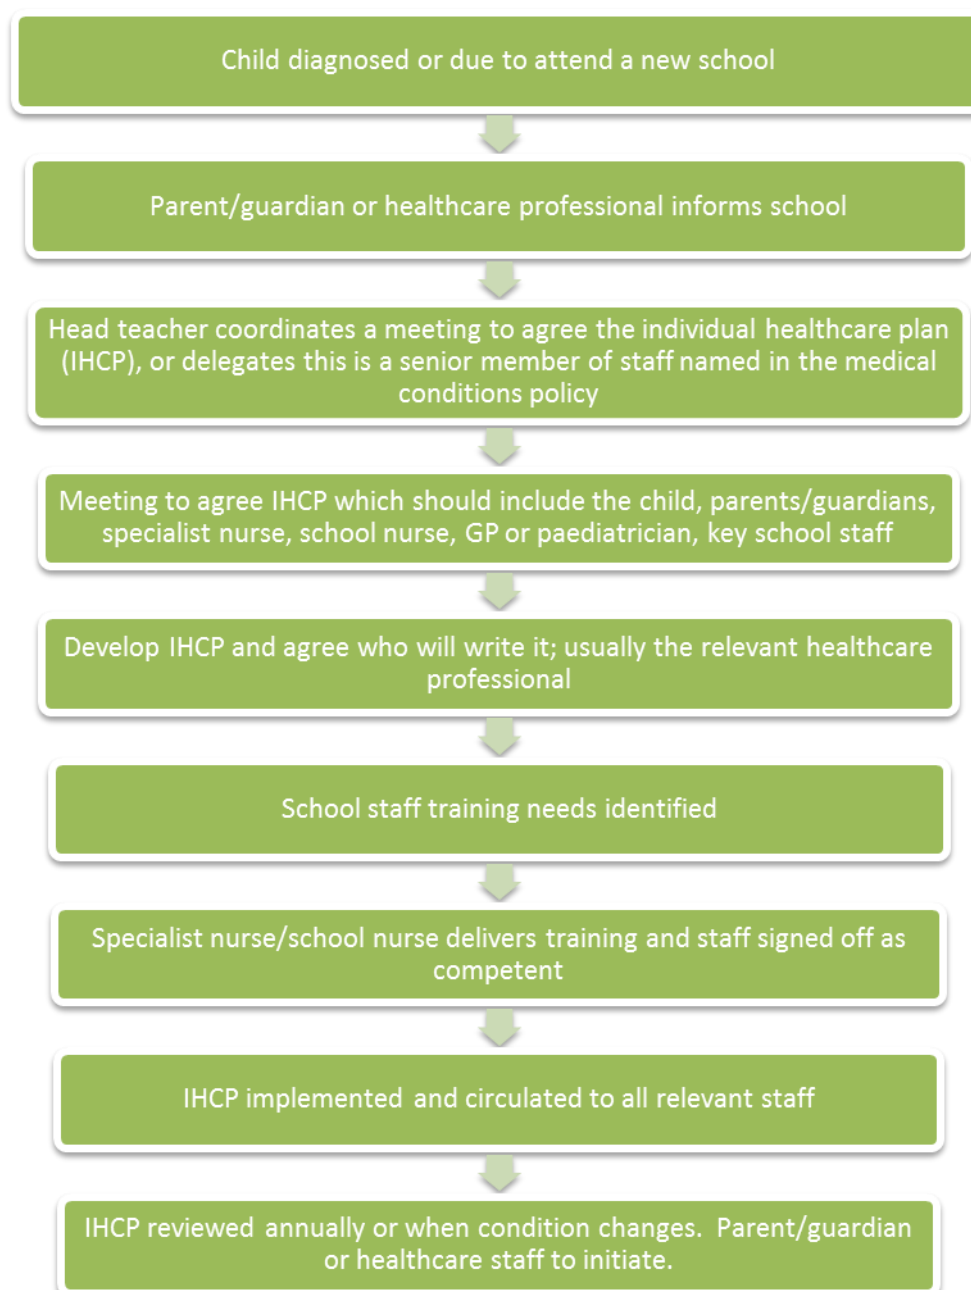 Child diagnosed or due to attend a new school
Parent/guardian or healthcare professional informs school
Head teacher coordinates a meeting to agree the individual healthcare plan
(IHCP), or delegates this is a senior member of staff named in the medical
conditions policy
Meeting to agree IHCP which should include the child, parents/guardians,
specialist nurse, school nurse, GP or paediatrician, key school staff
Develop IHCP and agree who will write it; usually the relevant healthcare
professional
School staff training needs identified
Specialist nurse/school nurse delivers training and staff signed off as
competent
IHCP implemented and circulated to all relevant staff
IHCP reviewed annually or when condition changes. Parent/guardian
or healthcare staff to initiate.